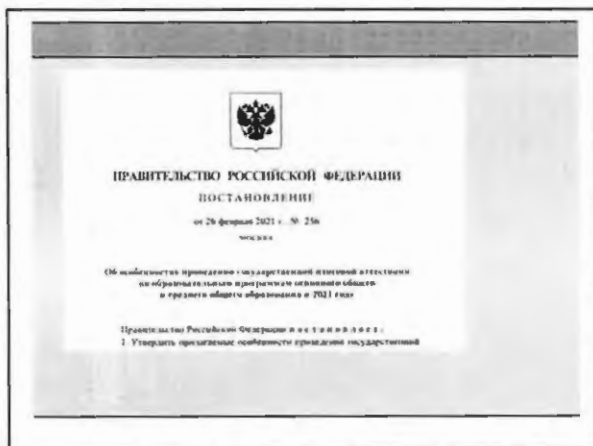 ПРАВИТЕЛЬСТВО РОССИЙСКОЙ ФЕДЕРАЦИИ
ПОСТАНОВЛЕНИЕ
от 26 февраля 2021 г. № 256
МОСКВА
Об особенностях проведения государственной итоговой аттестации
по образовательным программам основного общего
и среднего общего образования в 2021 году
Правительство Российской Федерации п о с т а н о в л я е т :
1. Утвердить прилагаемые особенности проведения государственной